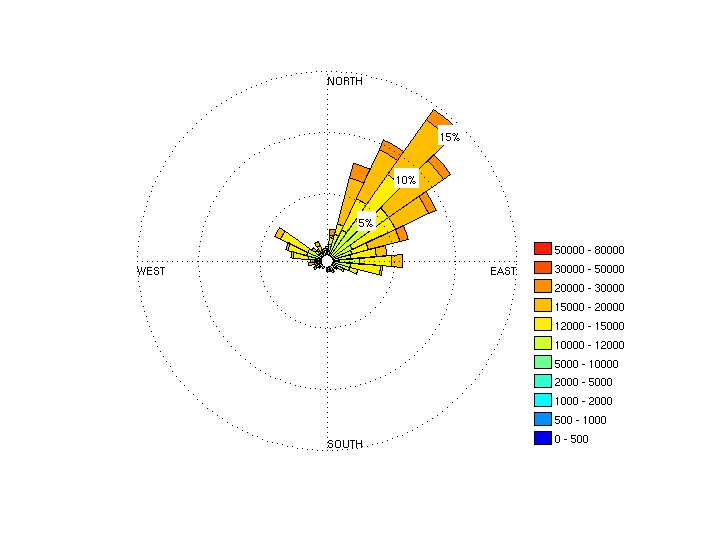 NORTH
15%
10%
5%
WEST
EAST
SOUTH
50000 - 80000
30000 - 50000
20000 - 30000
15000 - 20000
12000 - 15000
10000 - 12000
5000 - 10000
2000 - 5000
1000 - 2000
500 - 1000
0 - 500